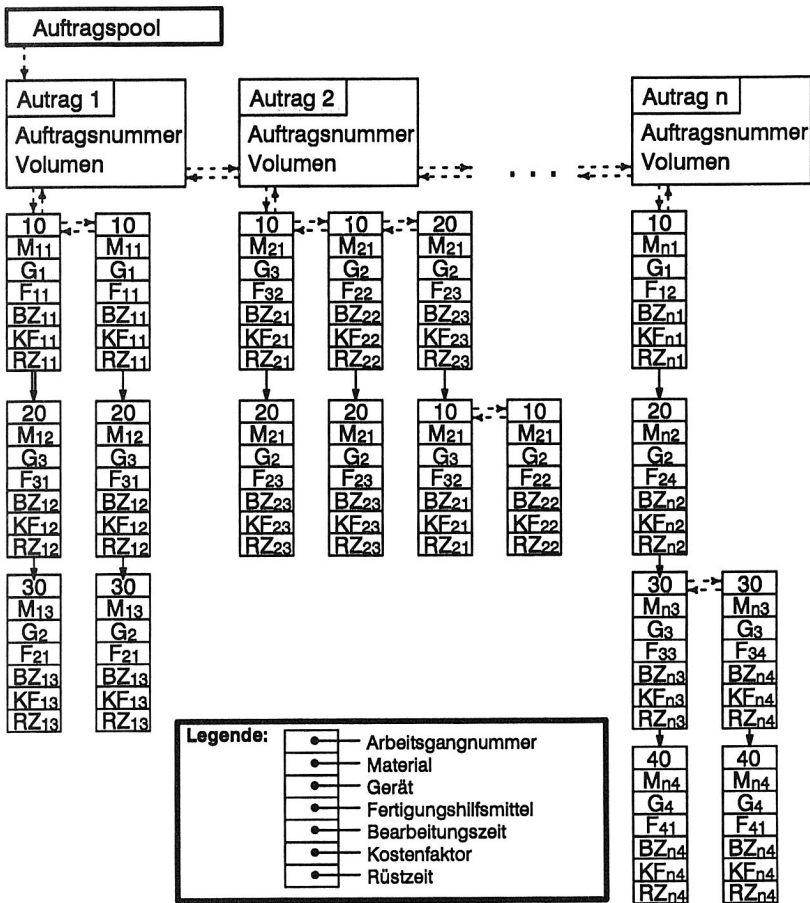 Auftragspool
Autrag 1
Auftragsnummer
Volumen
Autrag 2
Auftragsnummer
Volumen
. . .
Autrag n
Auftragsnummer
Volumen
10
M11
G1
F11
BZ11
KF11
RZ11
10
M11
G1
F11
BZ11
KF11
RZ11
10
M21
G3
F32
BZ21
KF21
RZ21
10
M21
G2
F22
BZ22
KF22
RZ22
20
M21
G2
F23
BZ23
KF23
RZ23
10
Mn1
G1
F12
BZn1
KFn1
RZn1
20
M12
G3
F31
BZ12
KF12
RZ12
20
M12
G3
F31
BZ12
KF12
RZ12
20
M21
G2
F23
BZ23
KF23
RZ23
20
M21
G2
F23
BZ23
KF23
RZ23
10
M21
G3
F32
BZ21
KF21
RZ21
10
M21
G2
F22
BZ22
KF22
RZ22
20
Mn2
G2
F24
BZn2
KFn2
RZn2
30
M13
G2
F21
BZ13
KF13
RZ13
30
M13
G2
F21
BZ13
KF13
RZ13
30
Mn3
G3
F33
BZn3
KFn3
RZn3
30
Mn3
G3
F34
BZn4
KFn4
RZn4
Legende:
Arbeitsgangnummer
Material
Gerät
Fertigungshilfsmittel
Bearbeitungszeit
Kostenfaktor
Rüstzeit
40
Mn4
G4
F41
BZn4
KFn4
RZn4
40
Mn4
G4
F41
BZn4
KFn4
RZn4